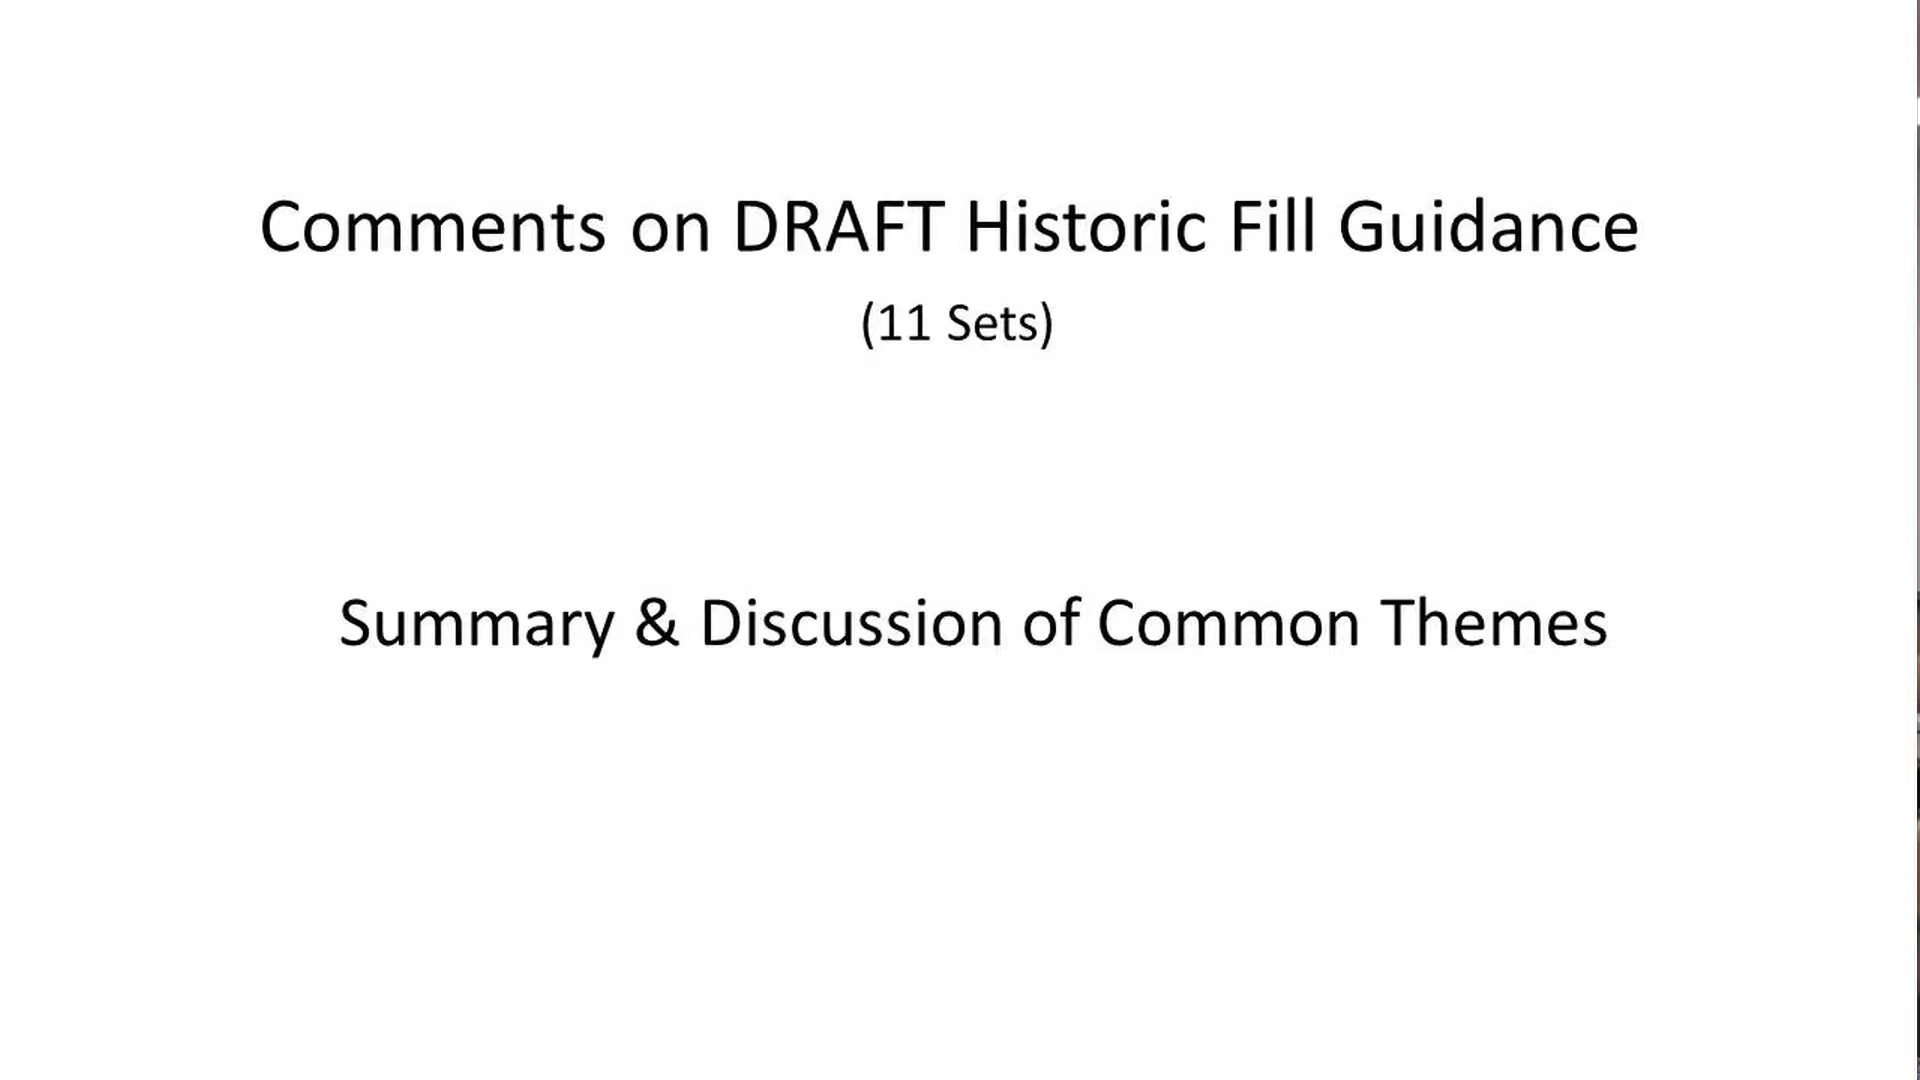 Comments on DRAFT Historic Fill Guidance
(11 Sets)
Summary & Discussion of Common Themes